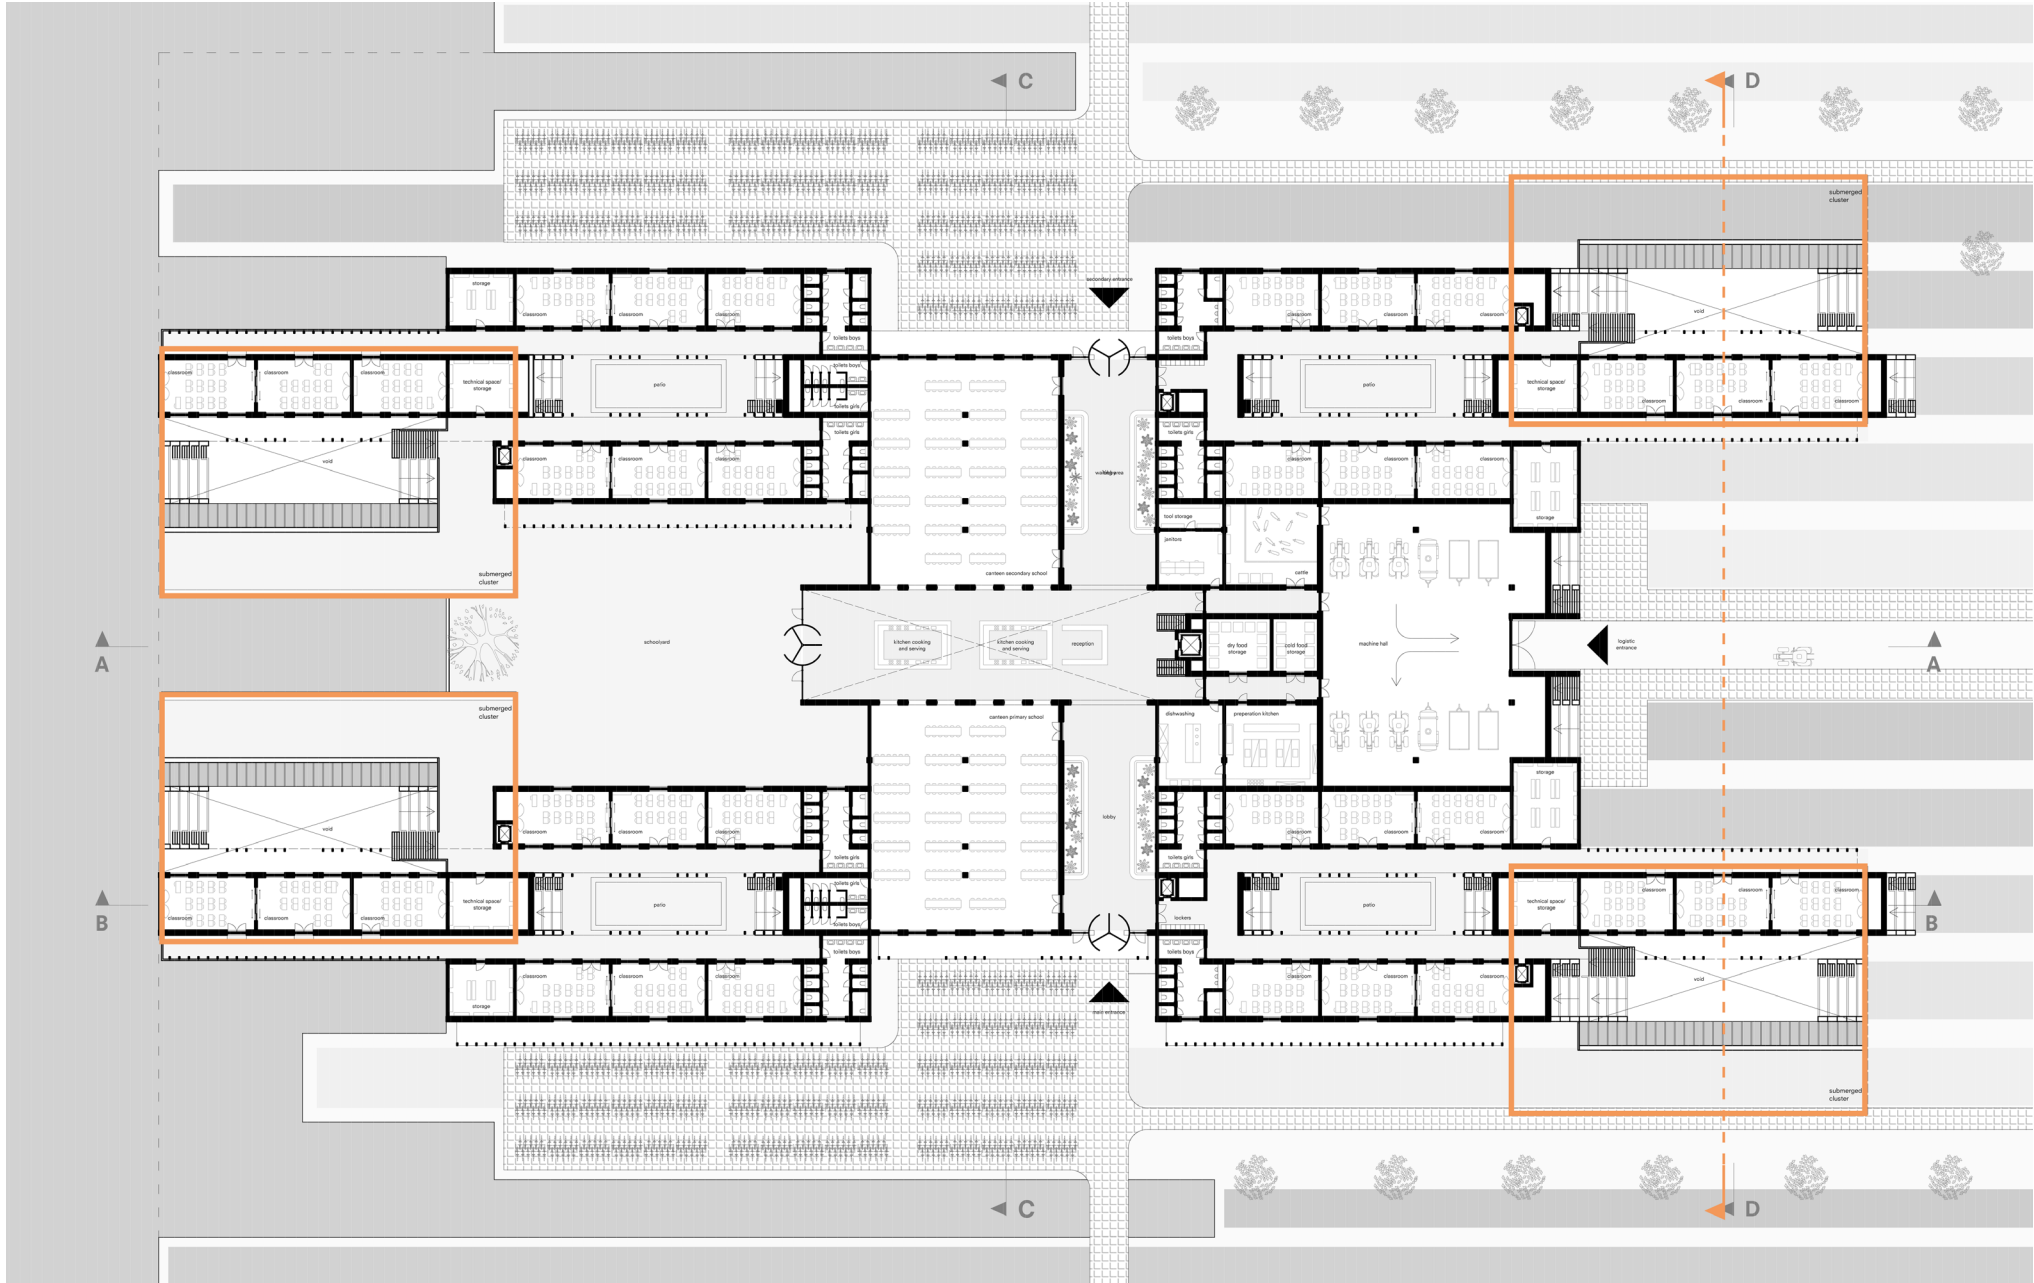 C
D
submerged
cluster
storage
classroom
classroom
classroom
secondary entrance
classroom
classroom
classroom
void
toilets boys
toilets boys
classroom
classroom
classroom
technical space/
storage
patio
toilets boys
toilets girls
patio
technical space/
storage
classroom
classroom
classroom
toilets girls
toilets girls
void
classroom
classroom
classroom
classroom
classroom
classroom
storage
tool storage
janitors
cattle
canteen secondary school
submerged
cluster
A
schoolyard
kitchen cooking
and serving
kitchen cooking
and serving
reception
dry food
storage
cold food
storage
machine hall
logistic
entrance
A
submerged
cluster
canteen primary school
dishwashing
preperation kitchen
storage
void
classroom
classroom
classroom
lobby
classroom
classroom
classroom
toilets girls
toilets girls
classroom
classroom
classroom
technical space/
storage
patio
toilets girls
toilets boys
lockers
patio
technical space/
storage
classroom
classroom
classroom
B
B
toilets boys
toilets boys
storage
classroom
classroom
classroom
classroom
classroom
classroom
void
main entrance
submerged
cluster
C
D